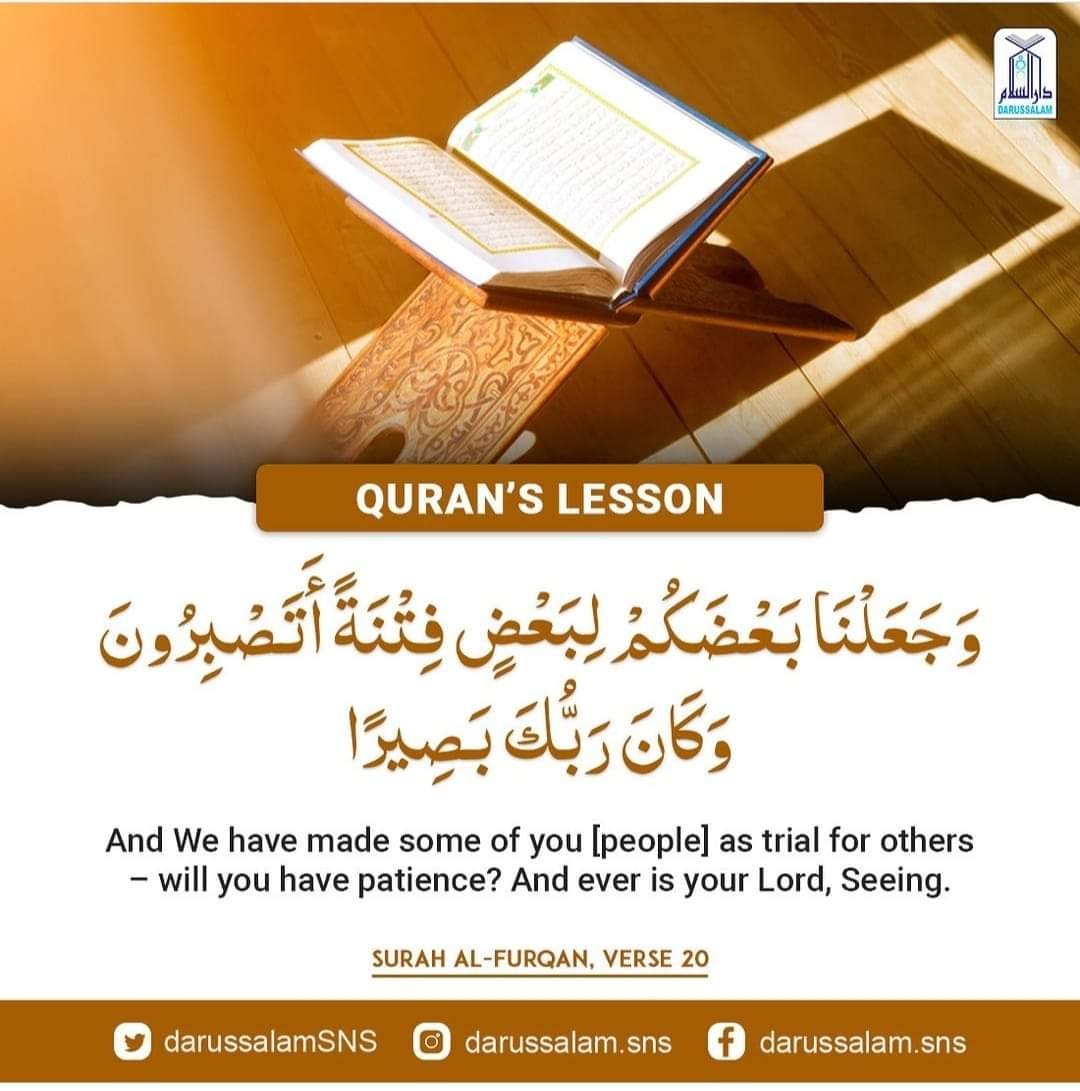 دارالسلام
DARUSSALAM
QURAN'S LESSON
وَجَعَلْنَا بَعْضَكُمْ لِبَعْضٍ فِتْنَةً أَتَصْبِرُونَ
وَكَانَ رَبُّكَ بَصِيرًا
And We have made some of you [people] as trial for others
– will you have patience? And ever is your Lord, Seeing.
SURAH AL-FURQAN, VERSE 20
darussalamSNS darussalam.sns darussalam.sns